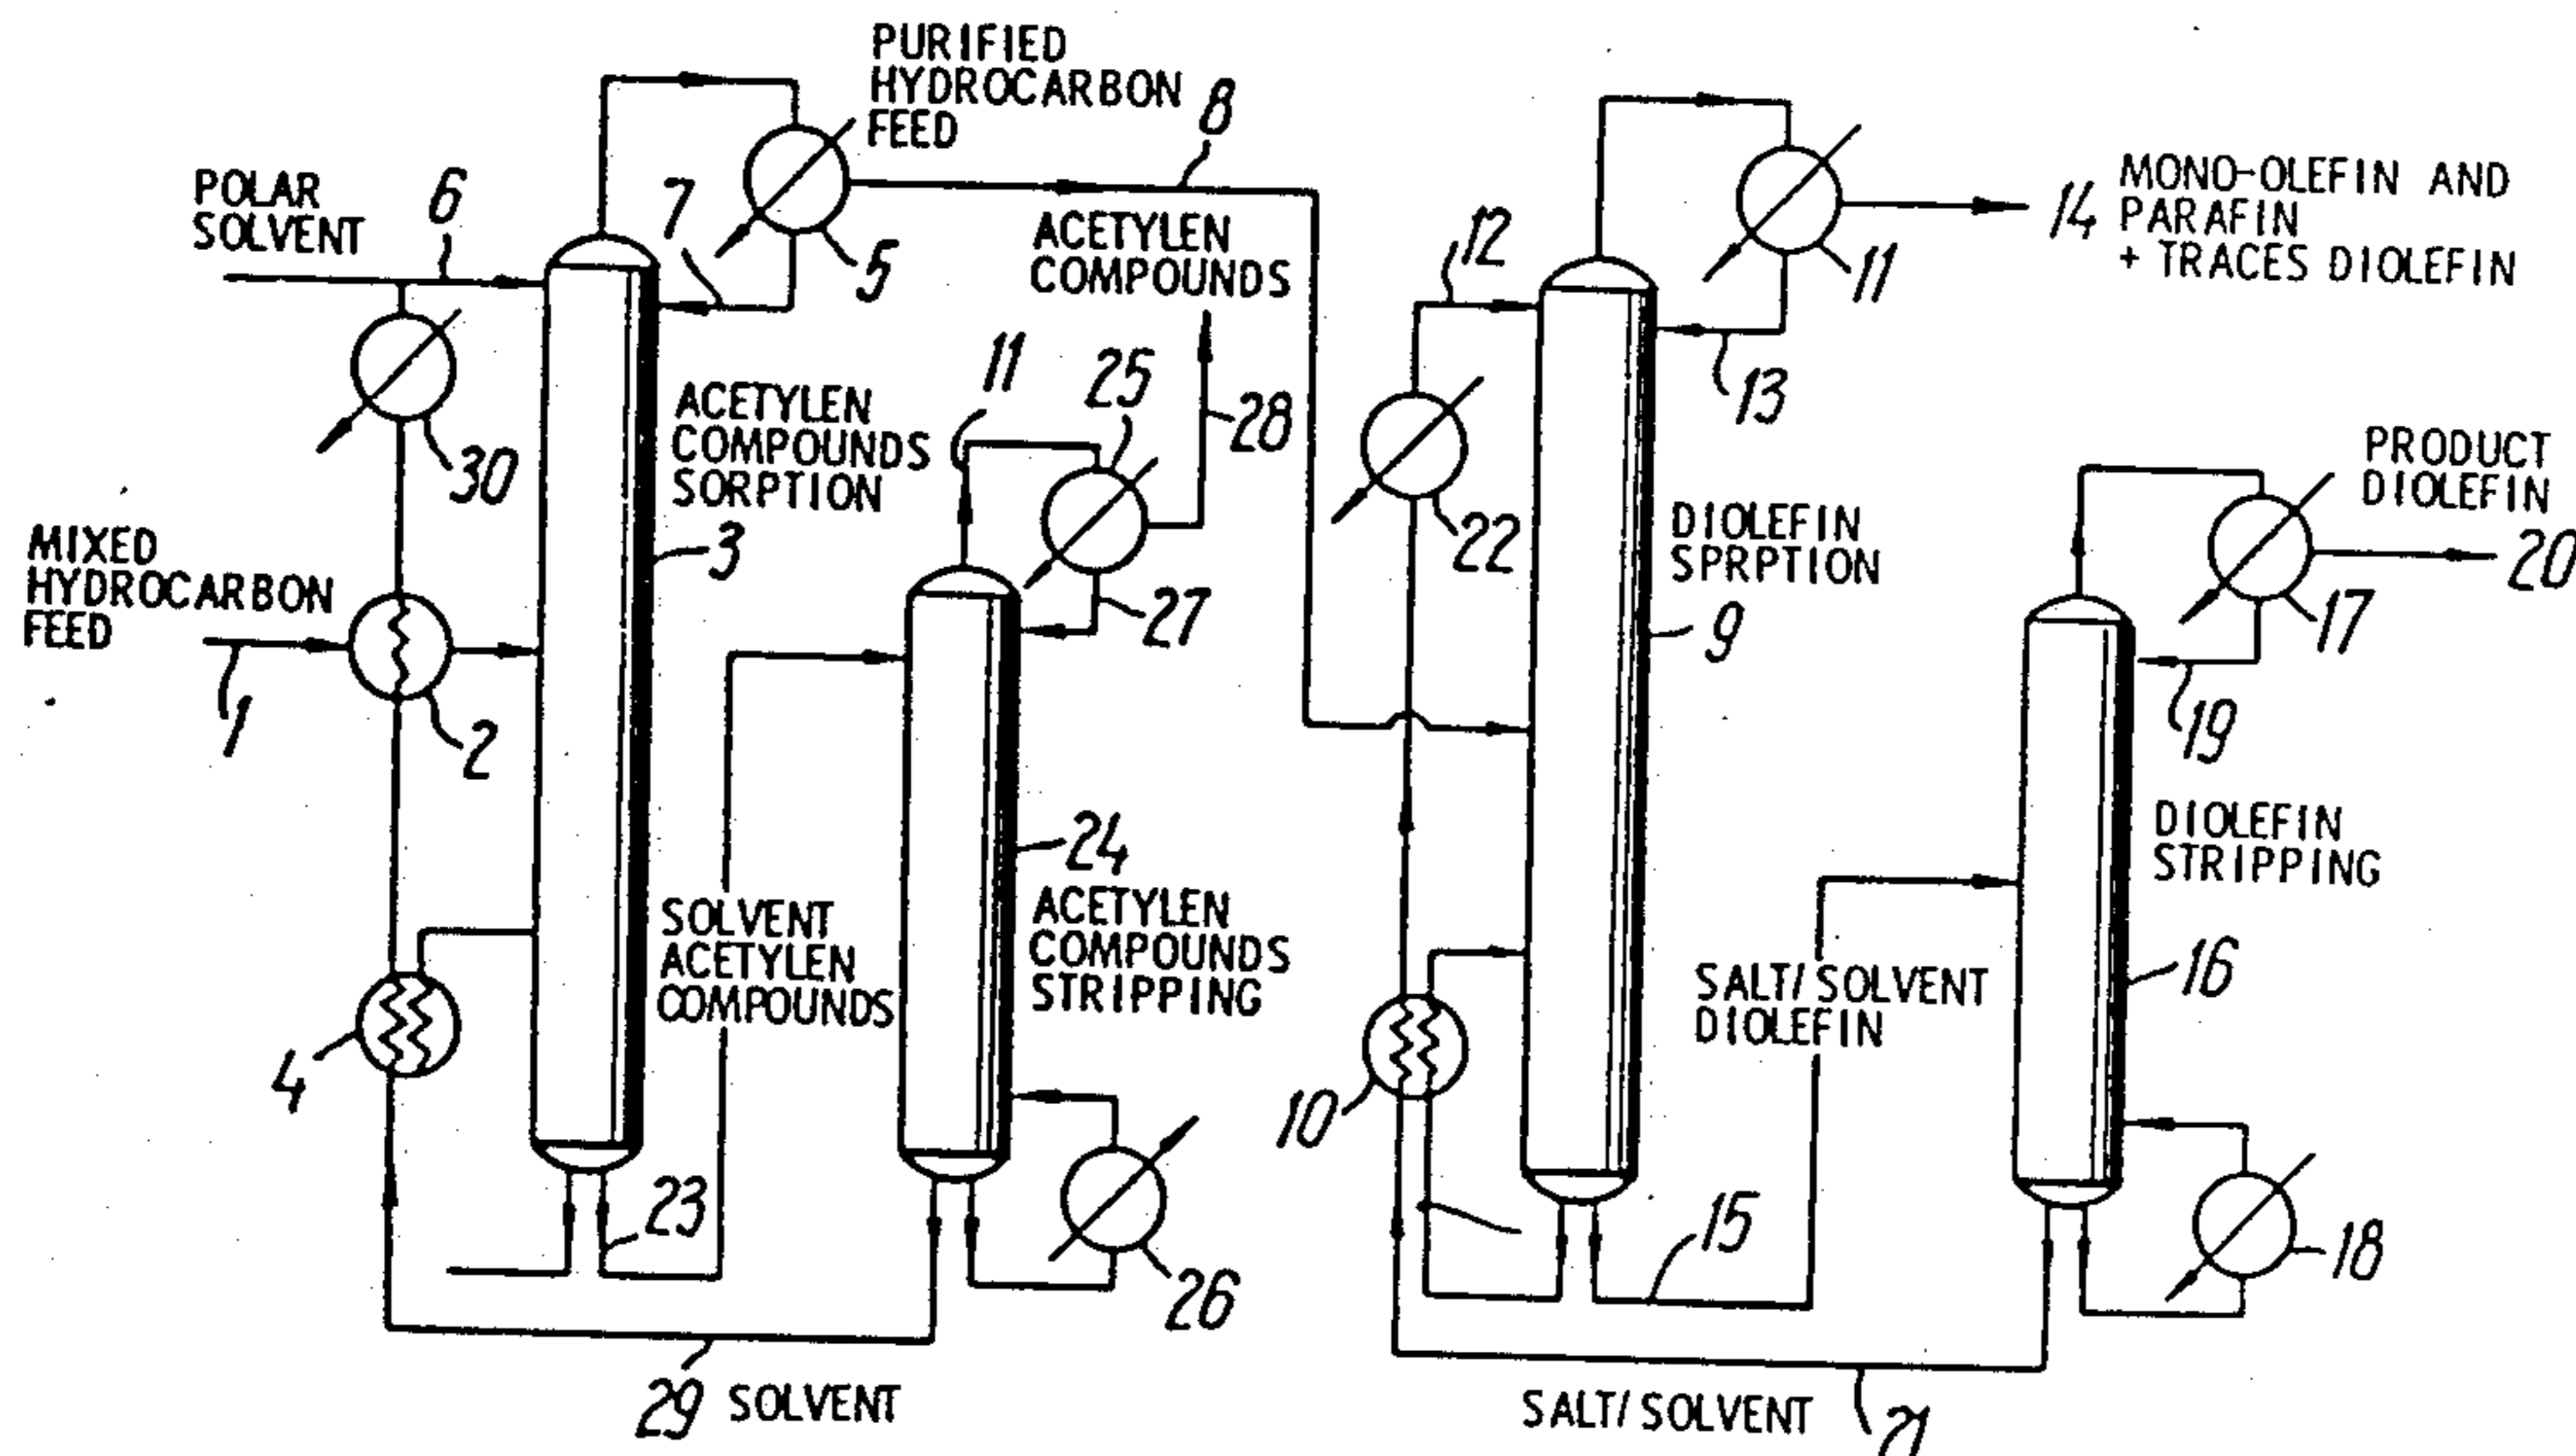 PURIFIED
HYDROCARBON
FEED
8
POLAR
SOLVENT
6
7
5
ACETYLEN
COMPOUNDS
12
14
MONO-OLEFIN AND
PARAFIN
+ TRACES DIOLEFIN
11
13
30
ACETYLEN
COMPOUNDS
SORPTION
3
11
25
28
27
22
DIOLEFIN
SPRPTION
9
PRODUCT
DIOLEFIN
20
17
19
MIXED
HYDROCARBON
FEED
1
2
4
SOLVENT
ACETYLEN
COMPOUNDS
24
ACETYLEN
COMPOUNDS
STRIPPING
10
SALT/SOLVENT
DIOLEFIN
DIOLEFIN
STRIPPING
16
23
26
15
18
29 SOLVENT
SALT/SOLVENT
21